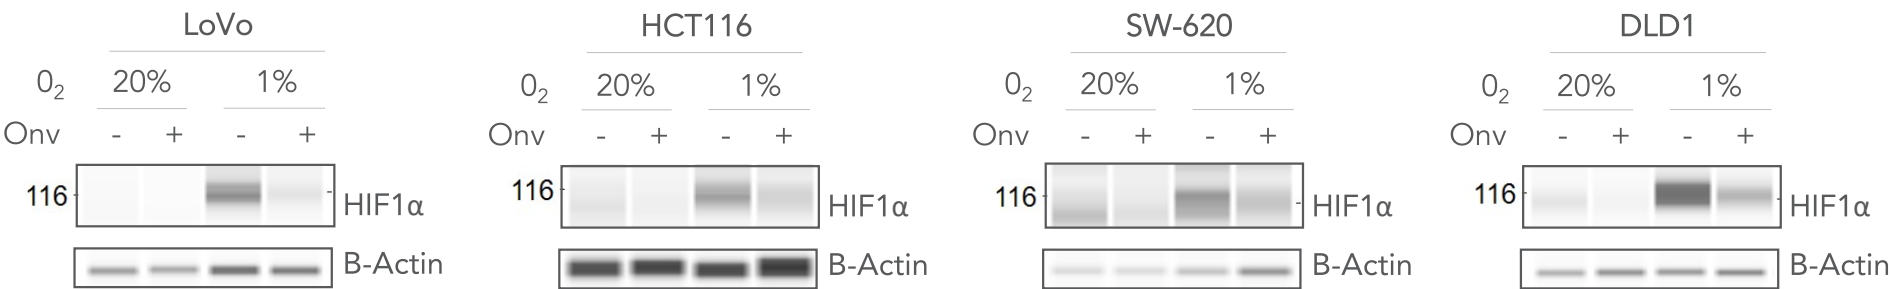 LoVo
O₂ 20% 1%
Onv - + - +
116 HIF1α
B-Actin
HCT116
O₂ 20% 1%
Onv - + - +
116 HIF1α
B-Actin
SW-620
O₂ 20% 1%
Onv - + - +
116 HIF1α
B-Actin
DLD1
O₂ 20% 1%
Onv - + - +
116 HIF1α
B-Actin